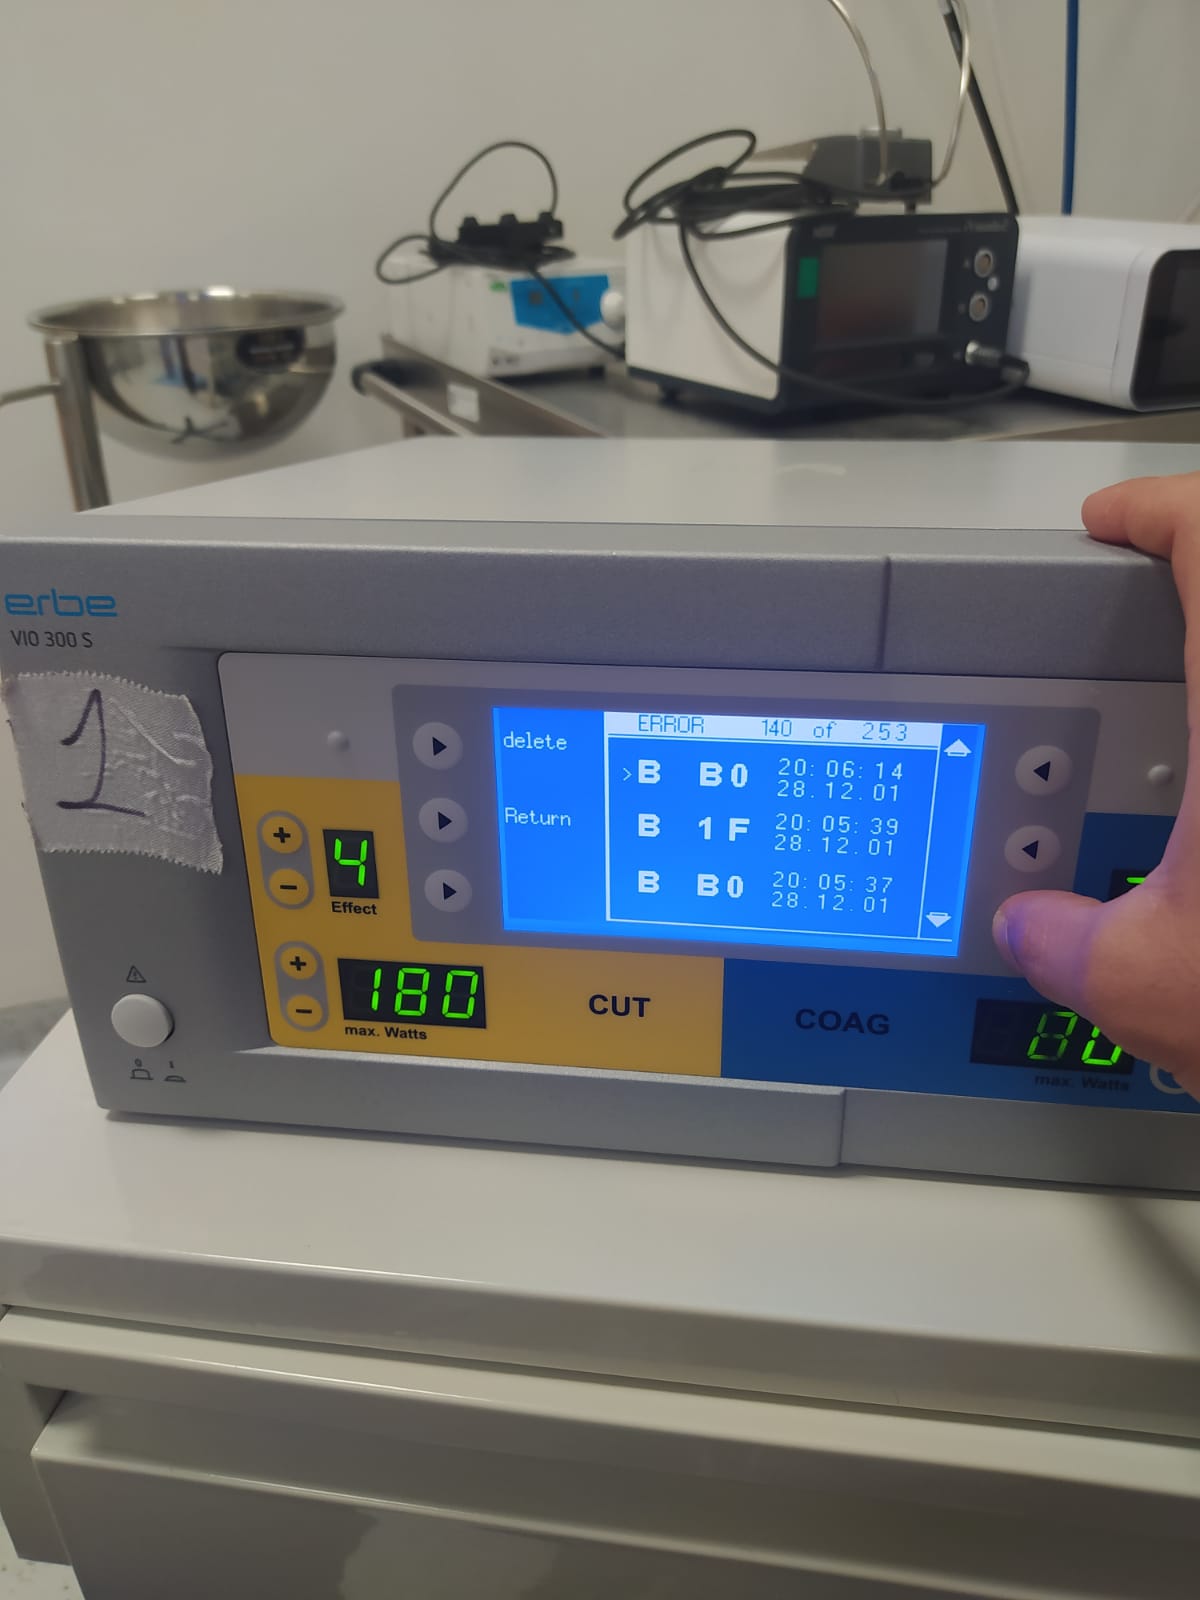 erbe
VIO 300 S
1
delete
Return
ERROR 140 of 253
>B B0 20:06:14
28.12.01
B 1F 20:05:39
28.12.01
B B0 20:05:37
28.12.01
+
-
4
Effect
+
-
180
max. Watts
CUT
COAG
80
max. Watts